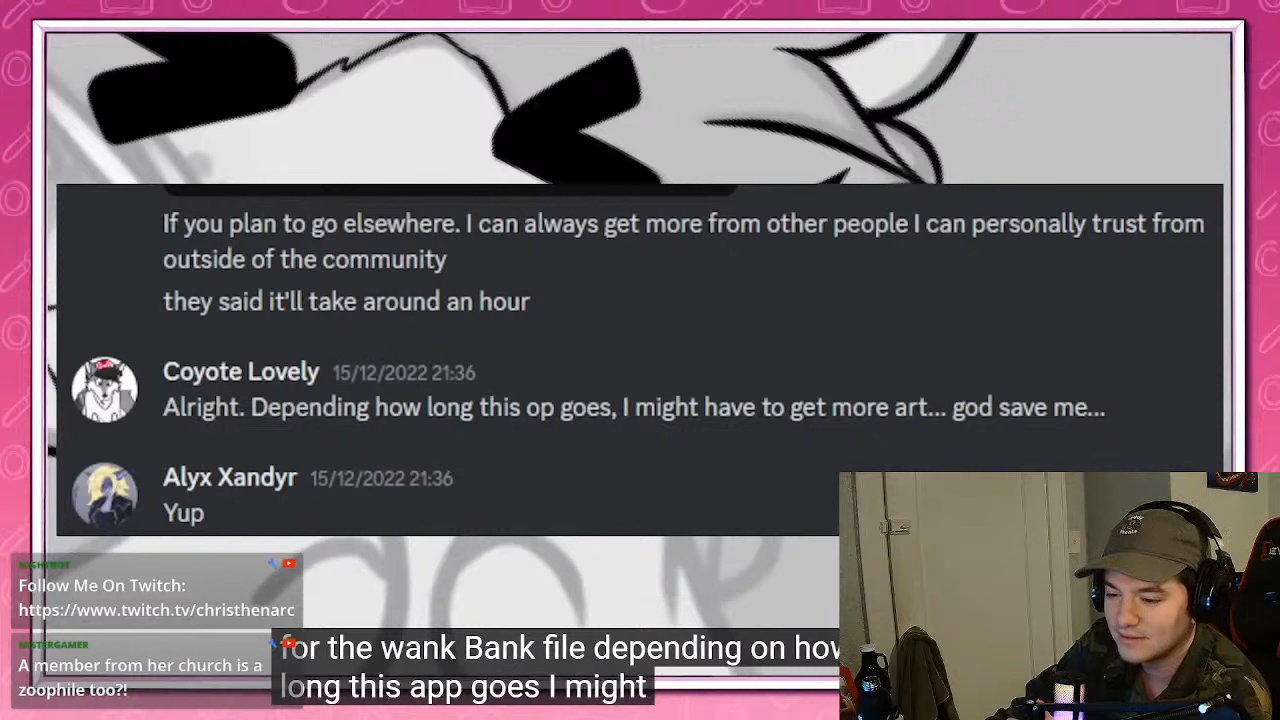 If you plan to go elsewhere. I can always get more from other people I can personally trust from
outside of the community
they said it'll take around an hour
Coyote Lovely 15/12/2022 21:36
Alright. Depending how long this op goes, I might have to get more art... god save me...
Alyx Xandyr 15/12/2022 21:36
Yup
NIGHTBOT
Follow Me On Twitch:
https://www.twitch.tv/christhenarc
MISTERGAMER
A member from her church is a
zoophile too?!
for the wank Bank file depending on how
long this app goes I might